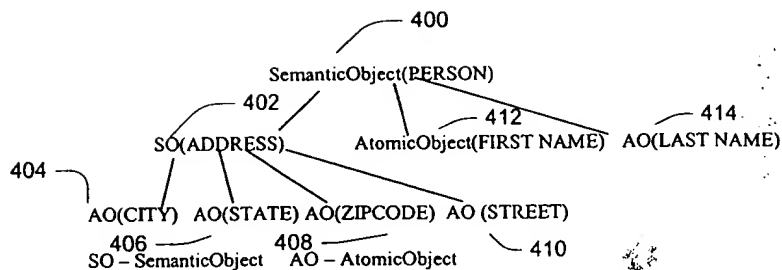 400
SemanticObject(PERSON)
402
412
414
SO(ADDRESS)
AtomicObject(FIRST NAME) AO(LAST NAME)
404
AO(CITY) AO(STATE) AO(ZIPCODE) AO (STREET)
406
408
410
SO – SemanticObject AO – AtomicObject